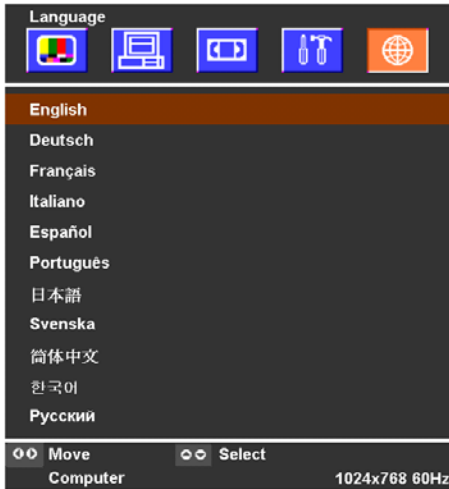 Language
English
Deutsch
Français
Italiano
Español
Português
日本語
Svenska
简体中文
한국어
Русский
Move Select
Computer 1024x768 60Hz